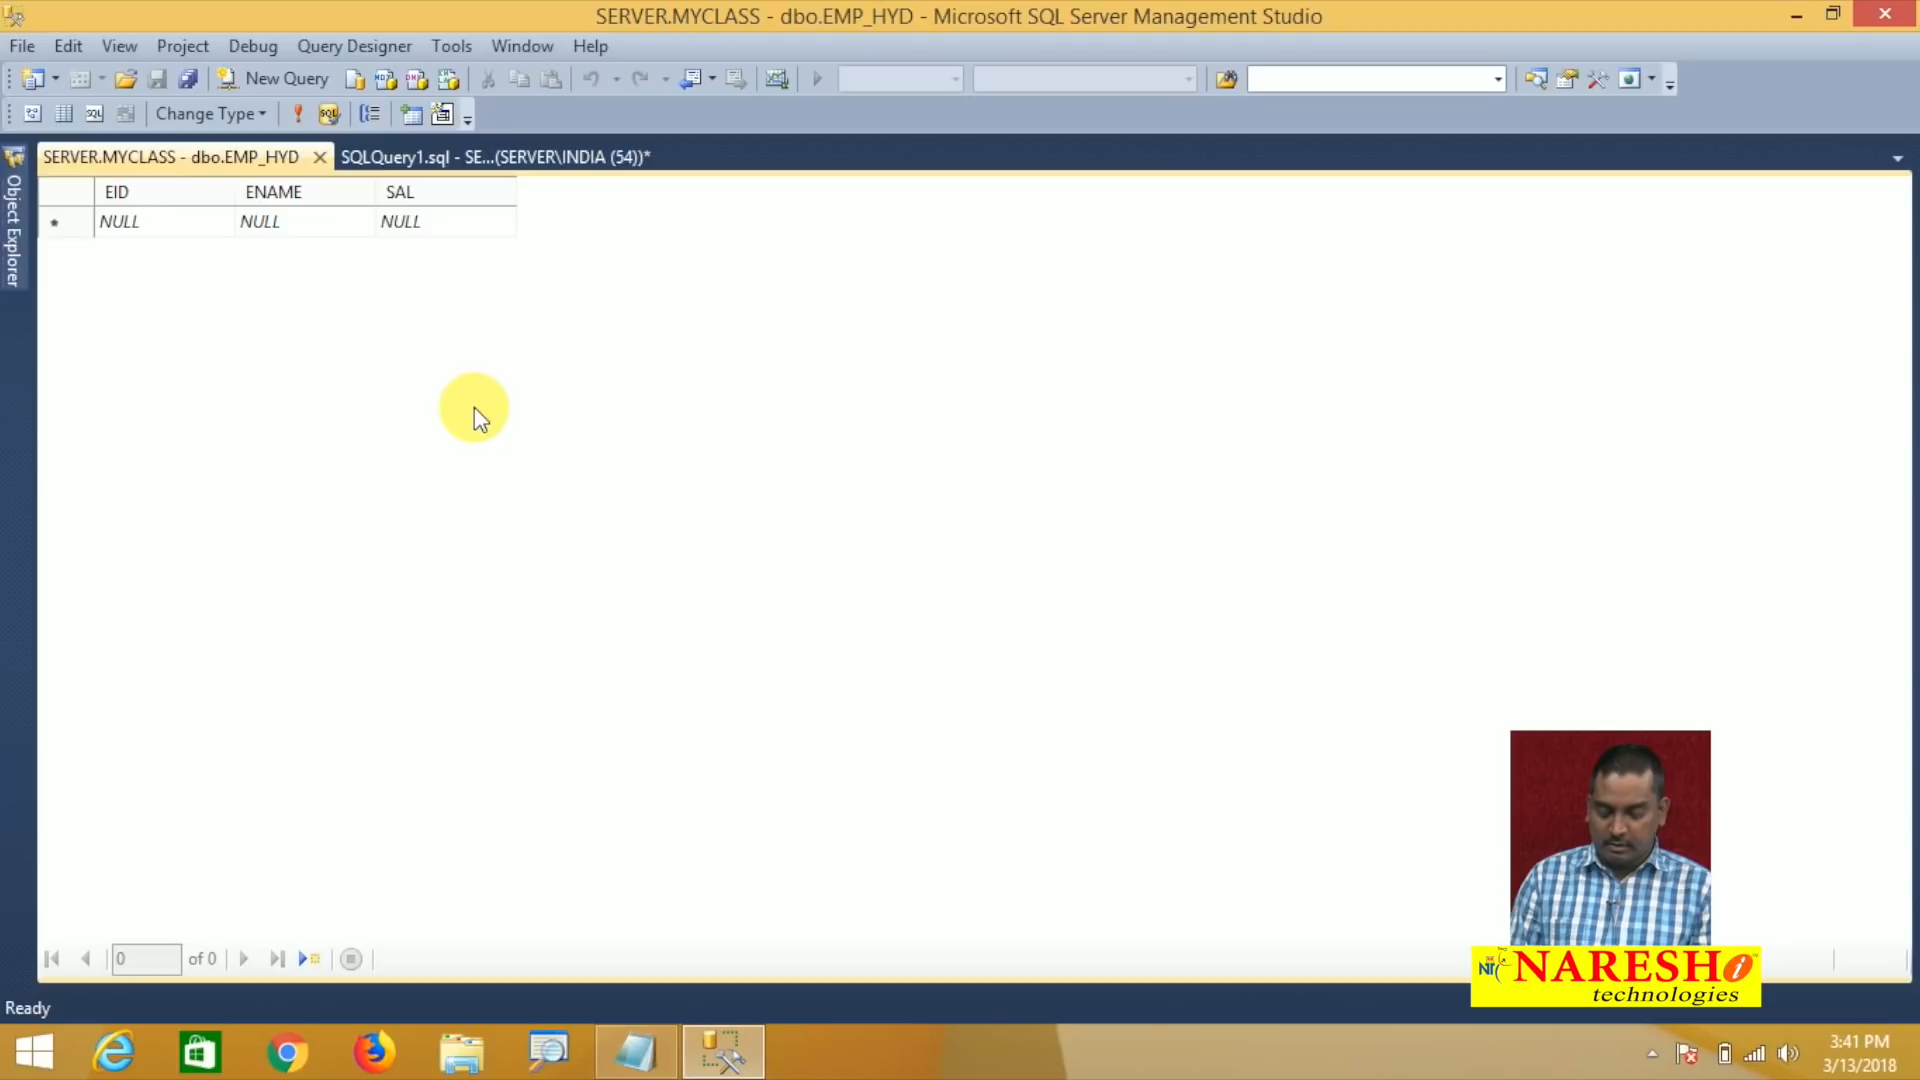 SERVER.MYCLASS - dbo.EMP_HYD - Microsoft SQL Server Management Studio
File Edit View Project Debug Query Designer Tools Window Help
New Query
Change Type
SERVER.MYCLASS - dbo.EMP_HYD SQLQuery1.sql - SE...(SERVER\INDIA (54))*
Object Explorer
EID ENAME SAL
NULL NULL NULL
0 of 0
NARESH i
technologies
Ready
3:41 PM
3/13/2018